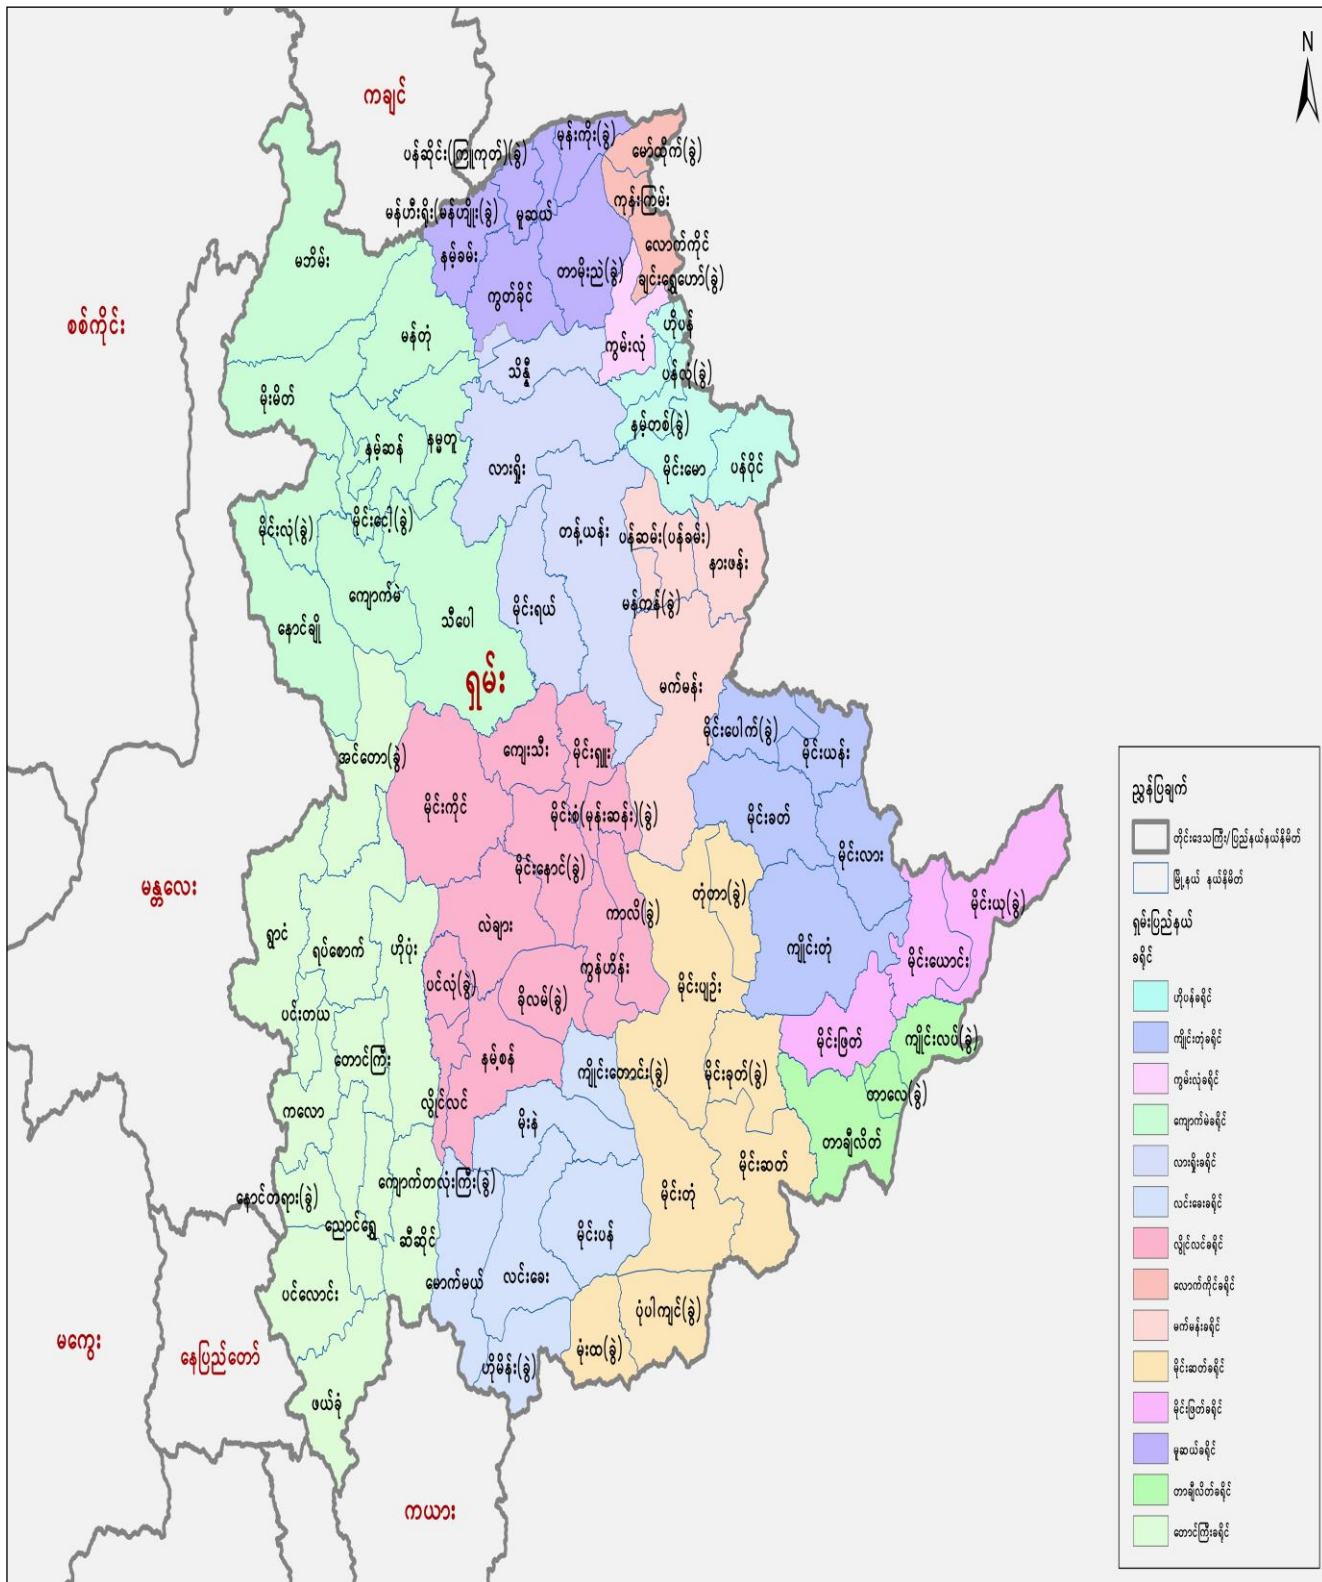 N
ကချင်
မုန်းကိုး(ခွဲ)
မော်ထိုက်(ခွဲ)
ပန်ဆိုင်း(ကြူကုတ်)(ခွဲ)
ကုန်းကြမ်း
မန်ဟီးရိုး(မန်ဟျိုး)(ခွဲ)
မူဆယ်
လောက်ကိုင်
နမ့်ခမ်း
မဘိမ်း
တာမိုးညဲ(ခွဲ)
ချင်းရွှေဟော်(ခွဲ)
ကွတ်ခိုင်
စစ်ကိုင်း
ဟိုပန်
မန်တုံ
ကွမ်းလုံ
သိန္နီ
ပန်လုံ(ခွဲ)
မိုးမိတ်
နမ့်တစ်(ခွဲ)
နမ္မတူ
နမ့်ဆန်
လားရှိုး
မိုင်းမော
ပန်ဝိုင်
မိုင်းငေါ့(ခွဲ)
မိုင်းလုံ(ခွဲ)
တန့်ယန်း
ပန်ဆမ်း(ပန်ခမ်း)
နားဖန်း
ကျောက်မဲ
မိုင်းရယ်
မန်ကန်(ခွဲ)
သီပေါ
နောင်ချို
ရှမ်း
မက်မန်း
မိုင်းပေါက်(ခွဲ)
အင်တော(ခွဲ)
ကျေးသီး
မိုင်းရှူး
မိုင်းယန်း
မိုင်းကိုင်
မိုင်းစံ(မုန်းဆန်း)(ခွဲ)
မိုင်းခတ်
မိုင်းလား
မိုင်းနောင်(ခွဲ)
မန္တလေး
တုံတာ(ခွဲ)
မိုင်းယု(ခွဲ)
ကာလိ(ခွဲ)
လဲချား
ရွာငံ
ရပ်စောက်
ဟိုပုံး
ကျိုင်းတုံ
မိုင်းယောင်း
ကွန်ဟိန်း
ပင်လုံ(ခွဲ)
မိုင်းပျဉ်း
ခိုလမ်(ခွဲ)
ပင်းတယ
မိုင်းဖြတ်
ကျိုင်းလပ်(ခွဲ)
တောင်ကြီး
နမ့်စန်
ကျိုင်းတောင်း(ခွဲ)
မိုင်းခုတ်(ခွဲ)
တာလေ(ခွဲ)
ကလော
လွိုင်လင်
မိုးနဲ
တာချီလိတ်
မိုင်းဆတ်
ကျောက်တလုံးကြီး(ခွဲ)
နောင်တရား(ခွဲ)
မိုင်းတုံ
ညောင်ရွှေ
ဆီဆိုင်
မိုင်းပန်
မောက်မယ်
လင်းခေး
ပင်လောင်း
ပုံပါကျင်(ခွဲ)
မကွေး
နေပြည်တော်
မုံးထ(ခွဲ)
ဟိုမိန်း(ခွဲ)
ဖယ်ခုံ
ကယား
ညွှန်ပြချက်
တိုင်းဒေသကြီး/ပြည်နယ်နယ်နိမိတ်
မြို့နယ် နယ်နိမိတ်
ရှမ်းပြည်နယ်
ခရိုင်
ဟိုပန်ခရိုင်
ကျိုင်းတုံခရိုင်
ကွမ်းလုံခရိုင်
ကျောက်မဲခရိုင်
လားရှိုးခရိုင်
လင်းခေးခရိုင်
လွိုင်လင်ခရိုင်
လောက်ကိုင်ခရိုင်
မက်မန်းခရိုင်
မိုင်းဆတ်ခရိုင်
မိုင်းဖြတ်ခရိုင်
မူဆယ်ခရိုင်
တာချီလိတ်ခရိုင်
တောင်ကြီးခရိုင်